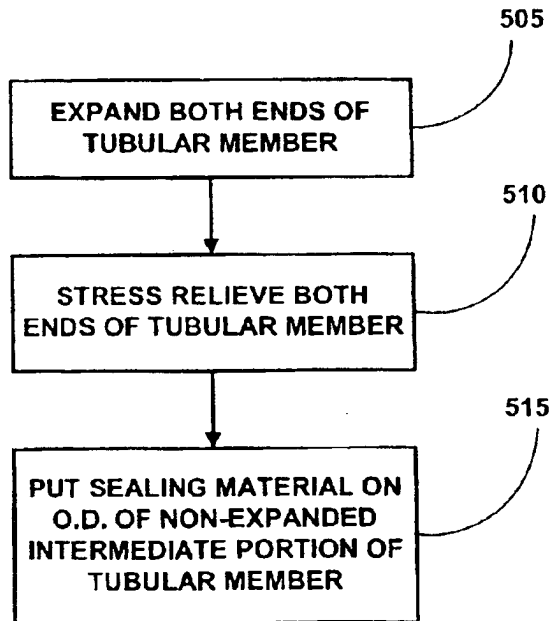 505
EXPAND BOTH ENDS OF
TUBULAR MEMBER
510
STRESS RELIEVE BOTH
ENDS OF TUBULAR MEMBER
515
PUT SEALING MATERIAL ON
O.D. OF NON-EXPANDED
INTERMEDIATE PORTION OF
TUBULAR MEMBER